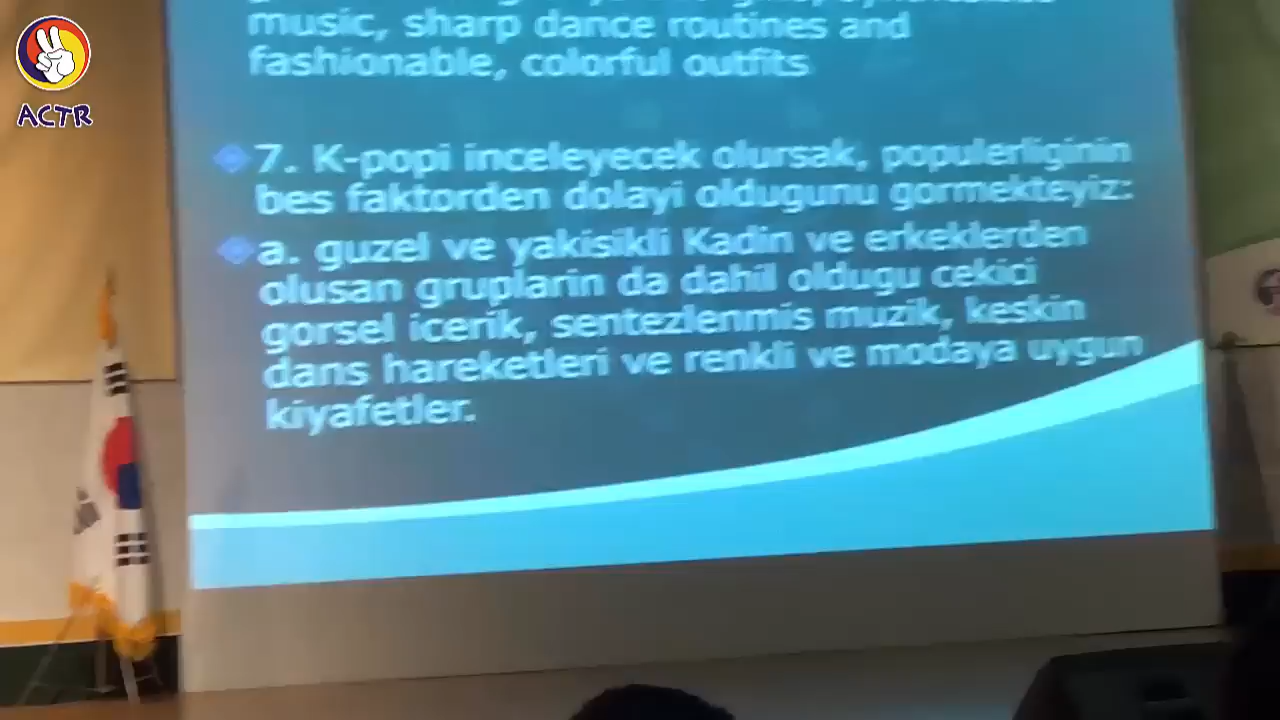 ACTR
music, sharp dance routines and
fashionable, colorful outfits
7. K-popi inceleyecek olursak, populerliginin
bes faktorden dolayi oldugunu gormekteyiz:
a. guzel ve yakisikli Kadin ve erkeklerden
olusan gruplarin da dahil oldugu cekici
gorsel icerik, sentezlenmis muzik, keskin
dans hareketleri ve renkli ve modaya uygun
kiyafetler.